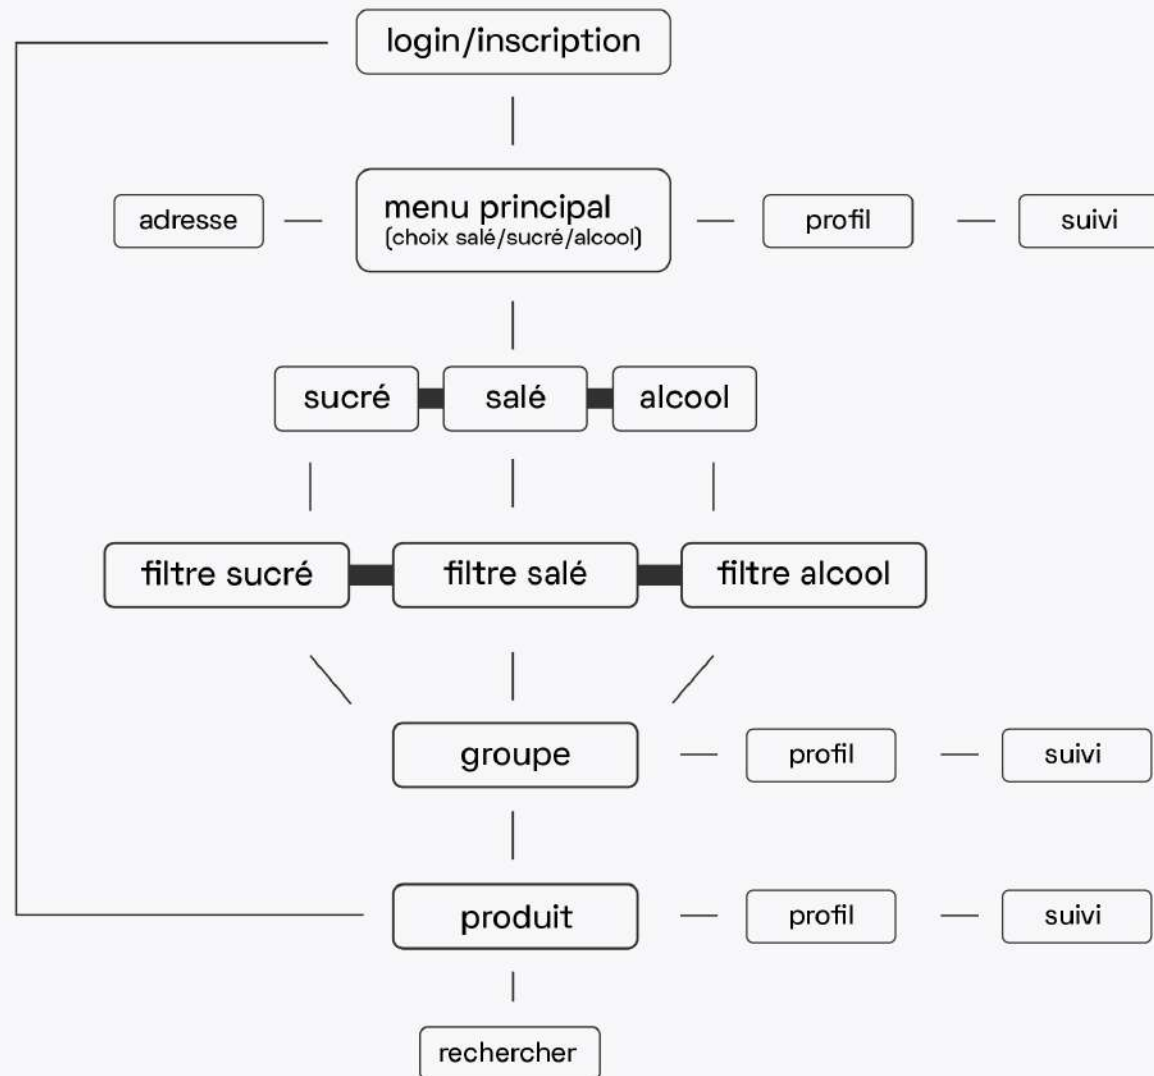 login/inscription
adresse
menu principal
(choix salé/sucré/alcool)
profil
suivi
sucré
salé
alcool
filtre sucré
filtre salé
filtre alcool
groupe
profil
suivi
produit
profil
suivi
rechercher